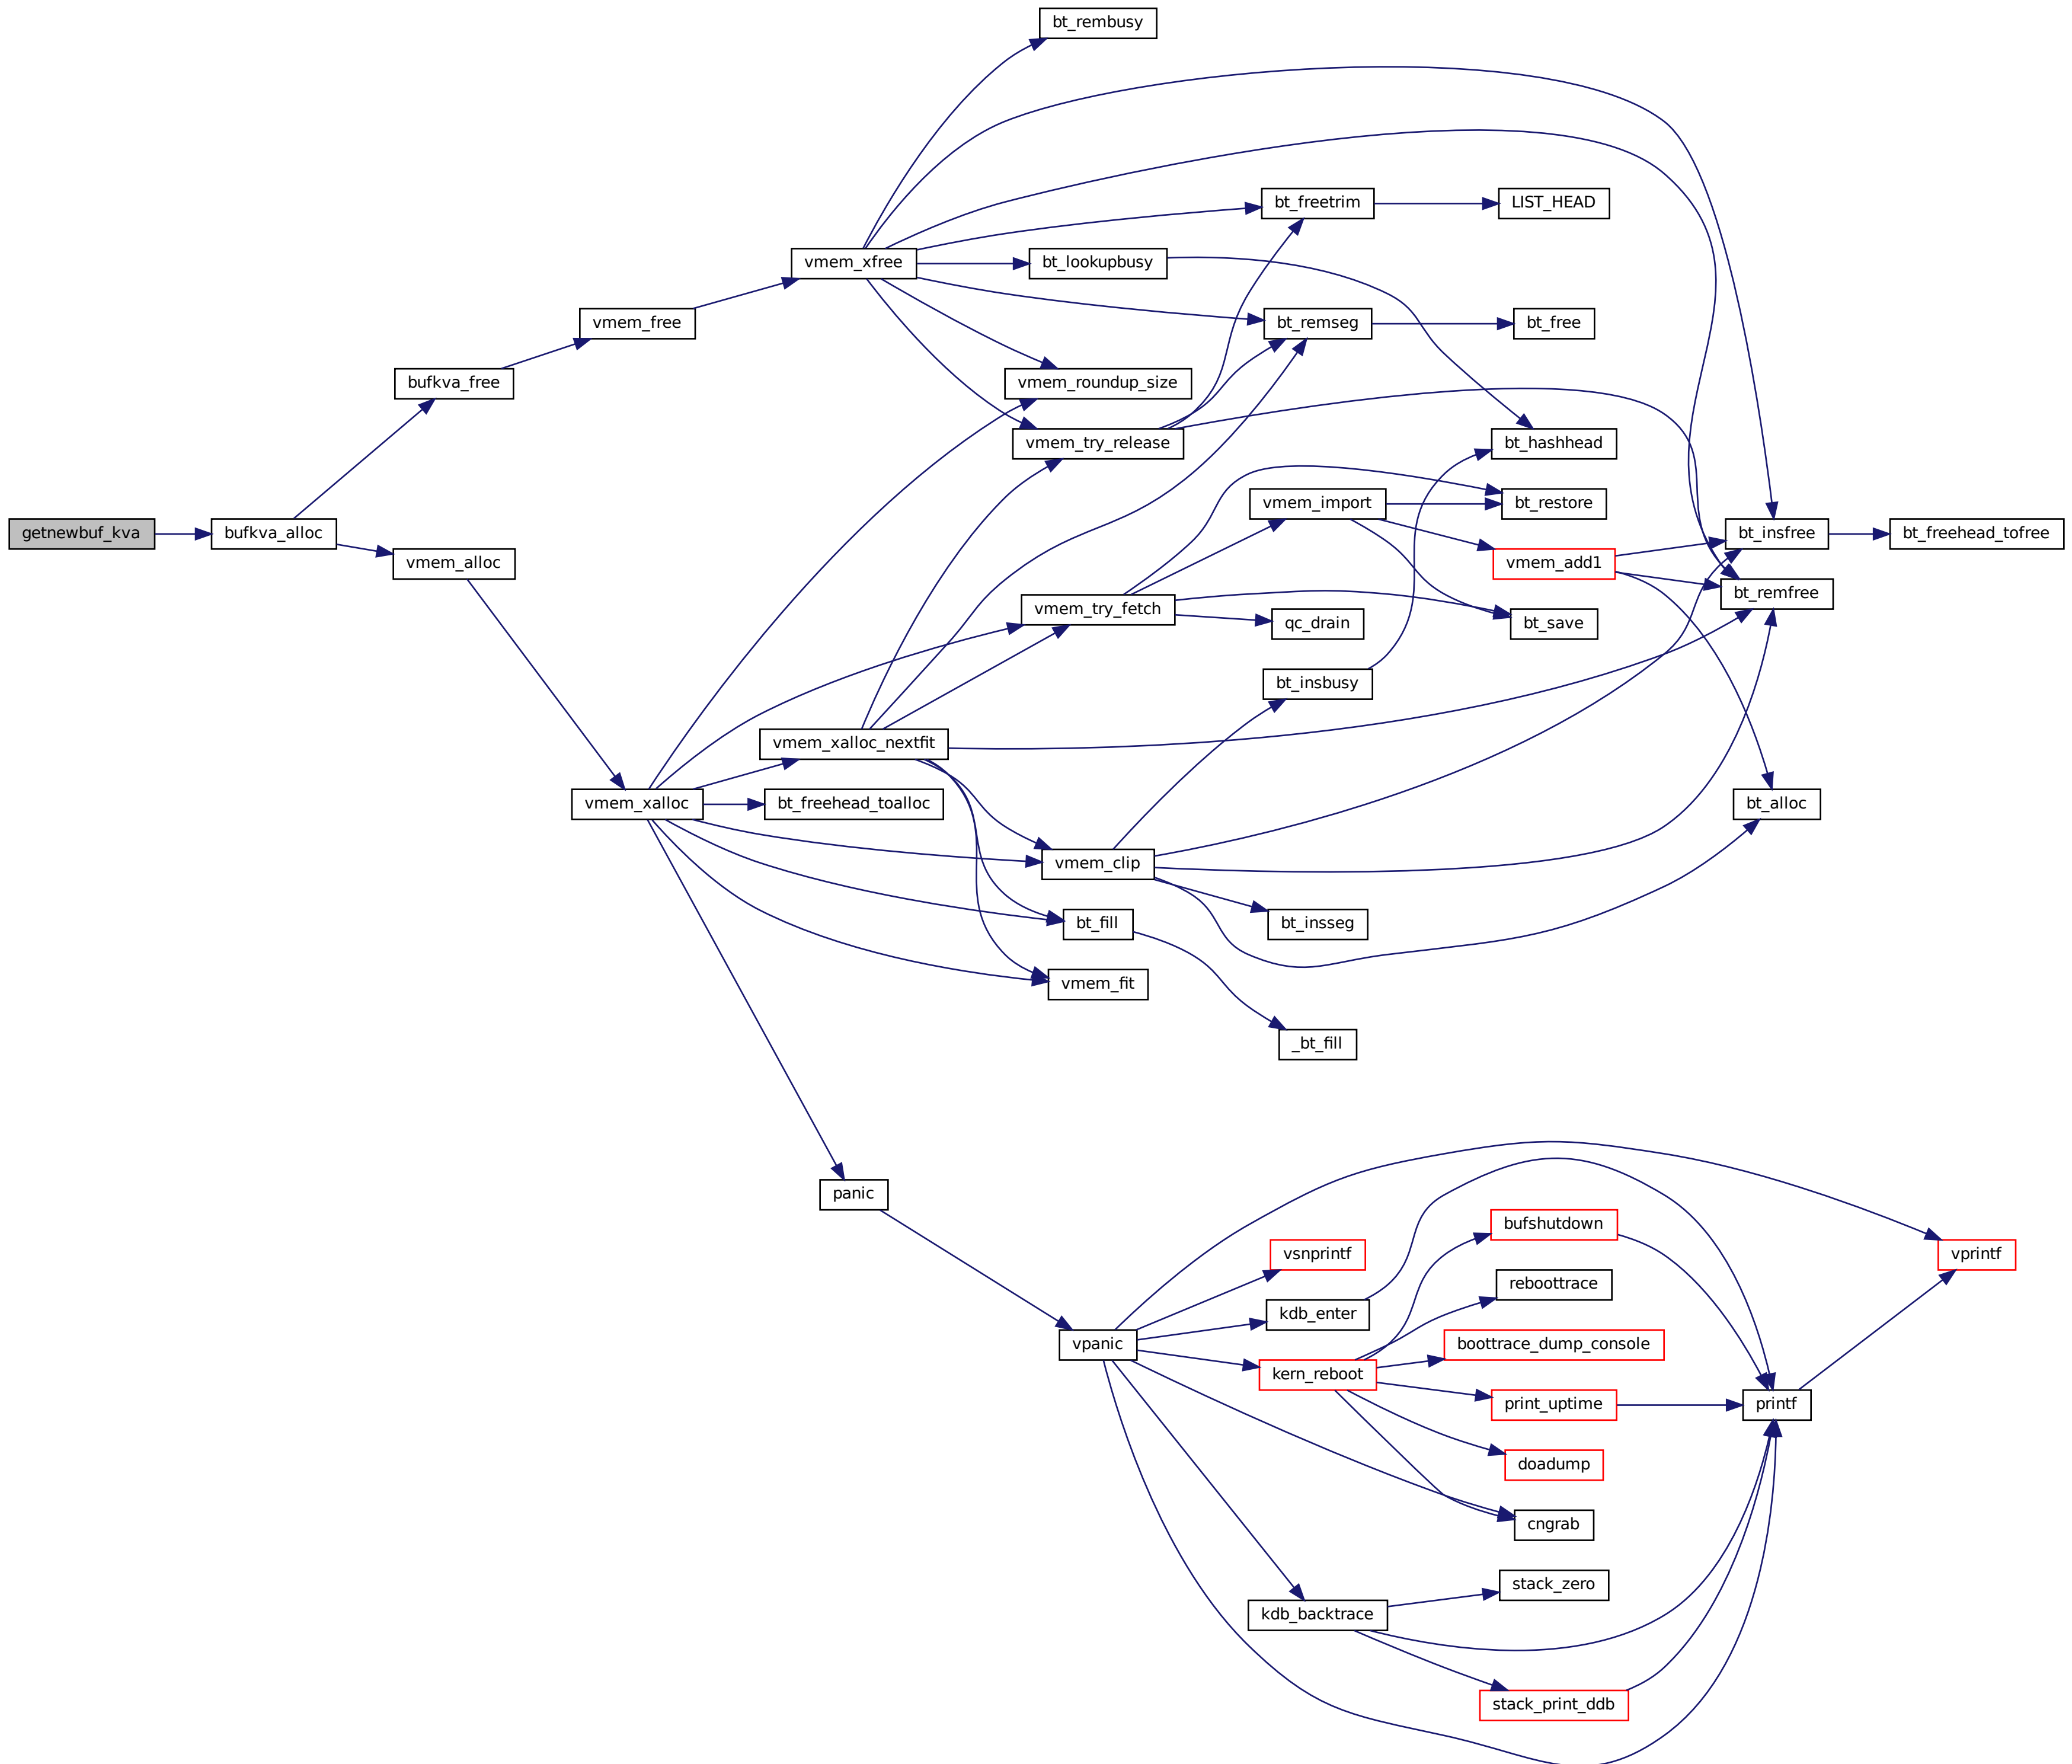 bt_rembusy
bt_freetrim
LIST_HEAD
vmem_xfree
bt_lookupbusy
vmem_free
bt_remseg
bt_free
bufkva_free
vmem_roundup_size
vmem_try_release
bt_hashhead
vmem_import
bt_restore
getnewbuf_kva
bufkva_alloc
bt_insfree
bt_freehead_tofree
vmem_alloc
vmem_add1
vmem_try_fetch
bt_remfree
qc_drain
bt_save
bt_insbusy
vmem_xalloc_nextfit
vmem_xalloc
bt_freehead_toalloc
bt_alloc
vmem_clip
bt_fill
bt_insseg
vmem_fit
_bt_fill
panic
bufshutdown
vsnprintf
vprintf
reboottrace
kdb_enter
vpanic
boottrace_dump_console
kern_reboot
print_uptime
printf
doadump
cngrab
stack_zero
kdb_backtrace
stack_print_ddb